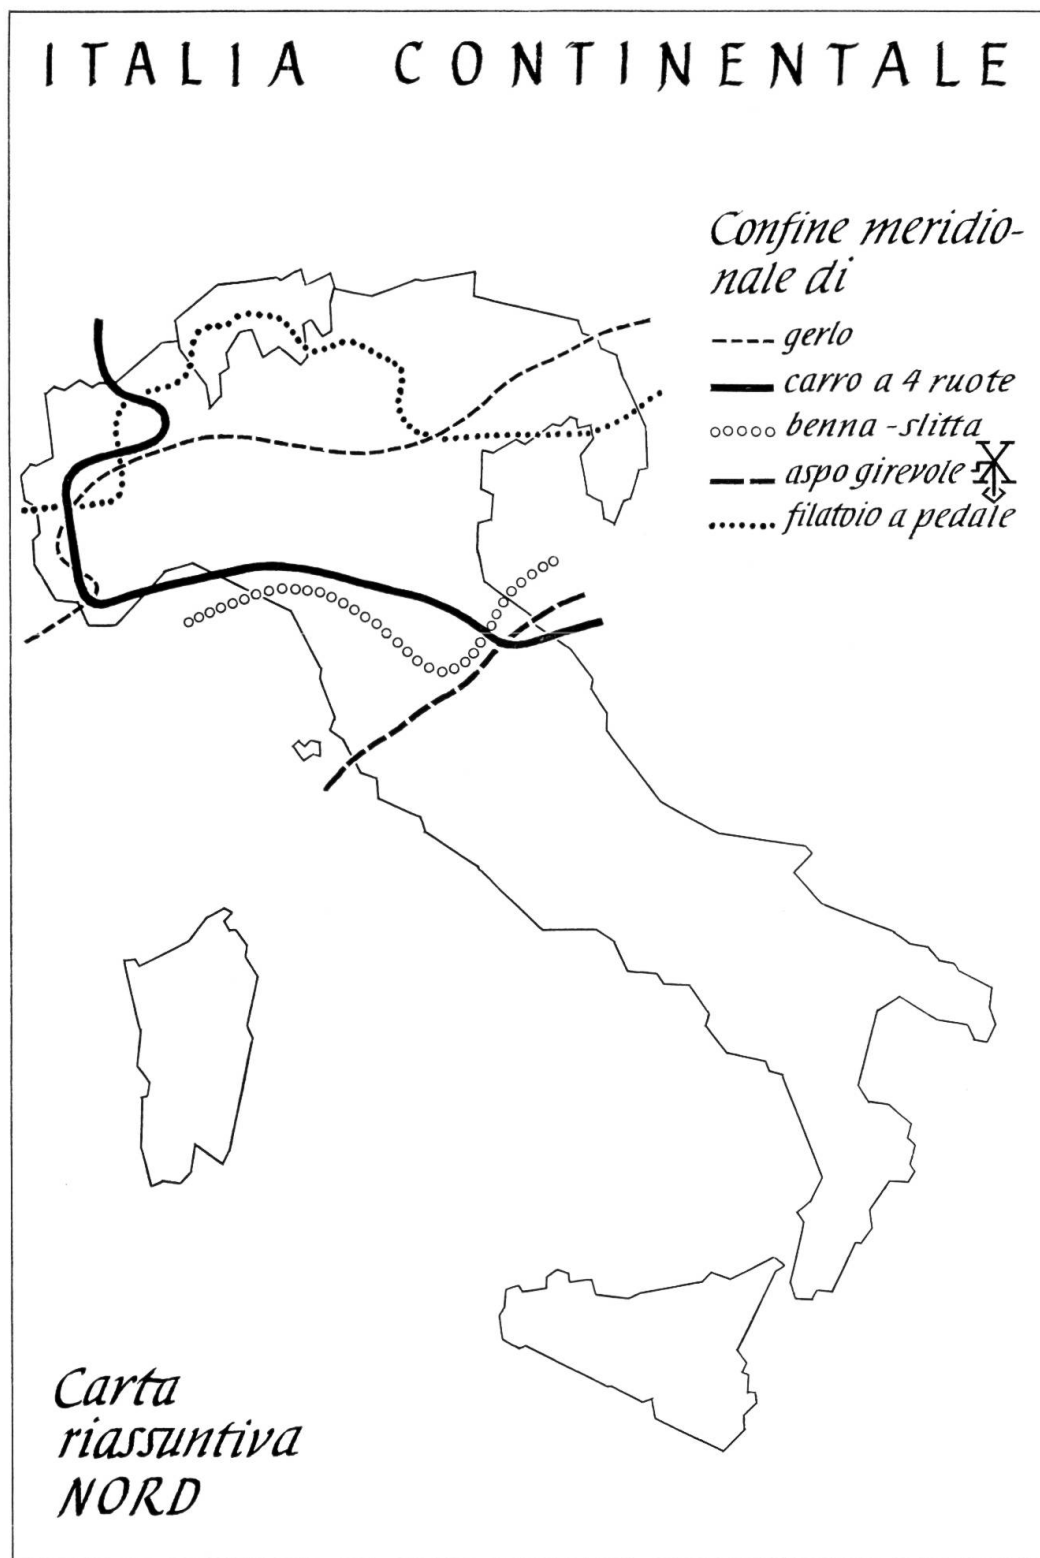 ITALIA CONTINENTALE
Confine meridio-
nale di
gerlo
carro a 4 ruote
benna-slitta
aspo girevole
filatoio a pedale
Carta
riassuntiva
NORD